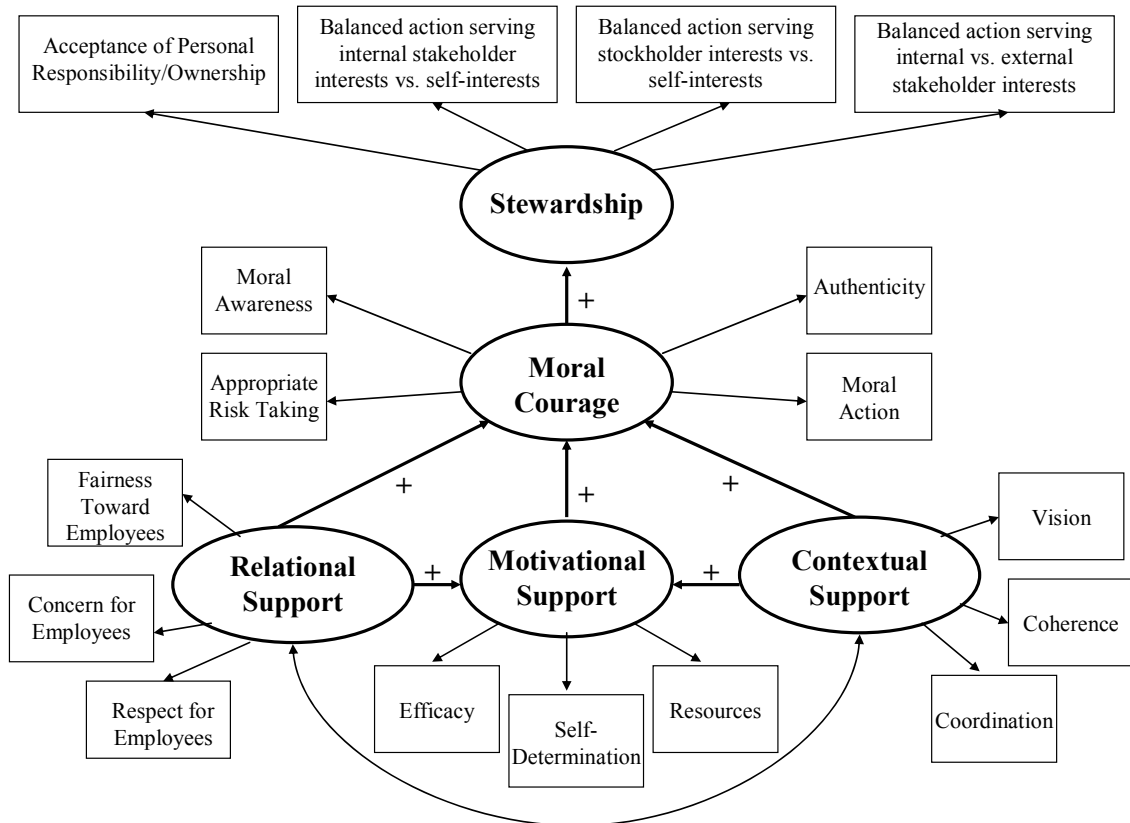 Acceptance of Personal
Responsibility/Ownership
Balanced action serving
internal stakeholder
interests vs. self-interests
Balanced action serving
stockholder interests vs.
self-interests
Balanced action serving
internal vs. external
stakeholder interests
Stewardship
+
Moral
Awareness
Authenticity
Moral
Courage
Appropriate
Risk Taking
Moral
Action
+
+
+
Fairness
Toward
Employees
Vision
Relational
Support
+
Motivational
Support
+
Contextual
Support
Concern for
Employees
Coherence
Respect for
Employees
Efficacy
Self-
Determination
Resources
Coordination